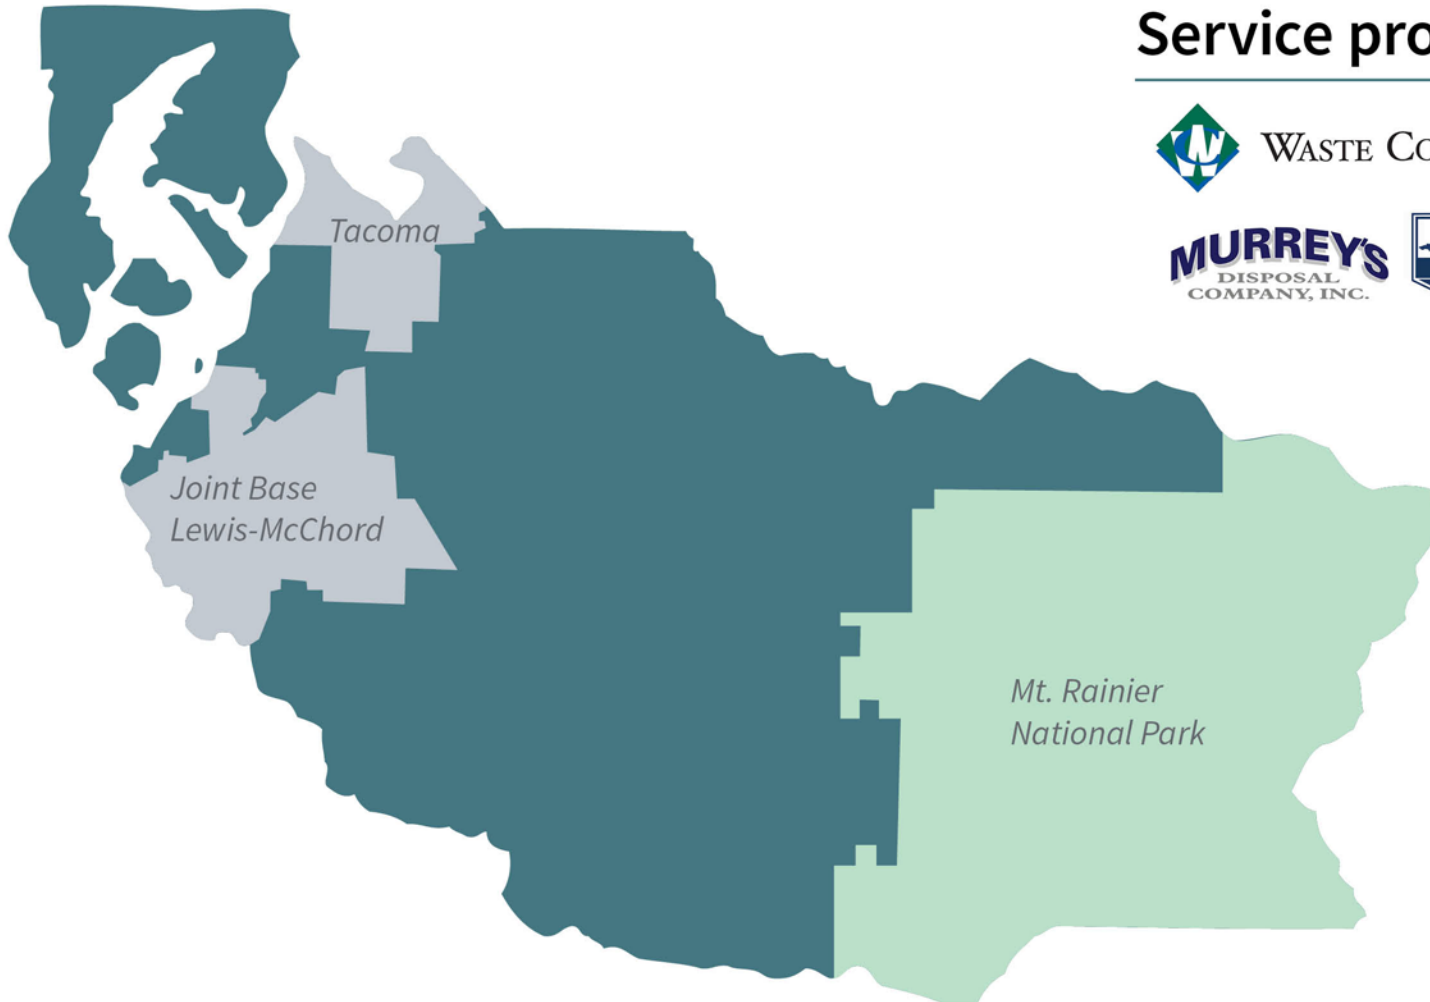 Service pro
WASTE CO
MURREY'S
DISPOSAL
COMPANY, INC.
Tacoma
Joint Base
Lewis-McChord
Mt. Rainier
National Park